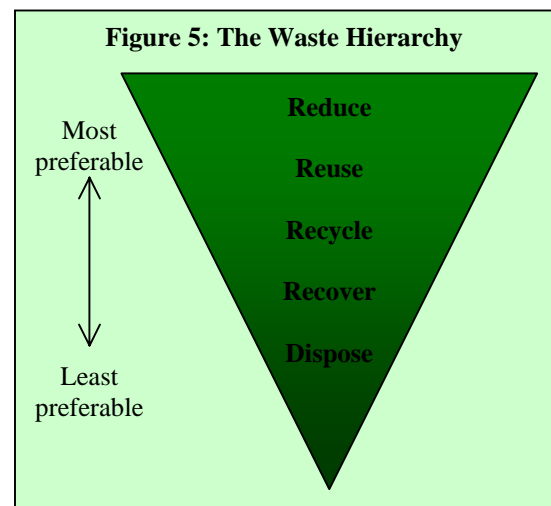 Figure 5: The Waste Hierarchy
Most
preferable
Reduce
Reuse
Recycle
Recover
Dispose
Least
preferable